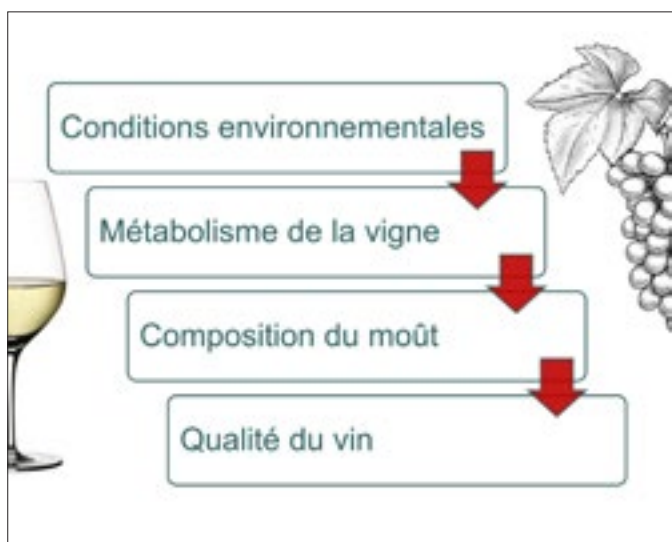 Conditions environnementales
Métabolisme de la vigne
Composition du moût
Qualité du vin